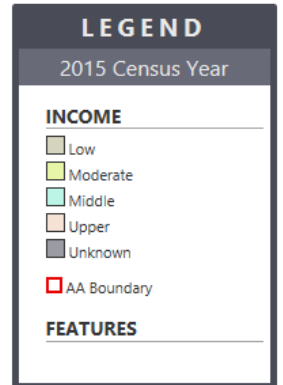 LEGEND
2015 Census Year
INCOME
Low
Moderate
Middle
Upper
Unknown
AA Boundary
FEATURES